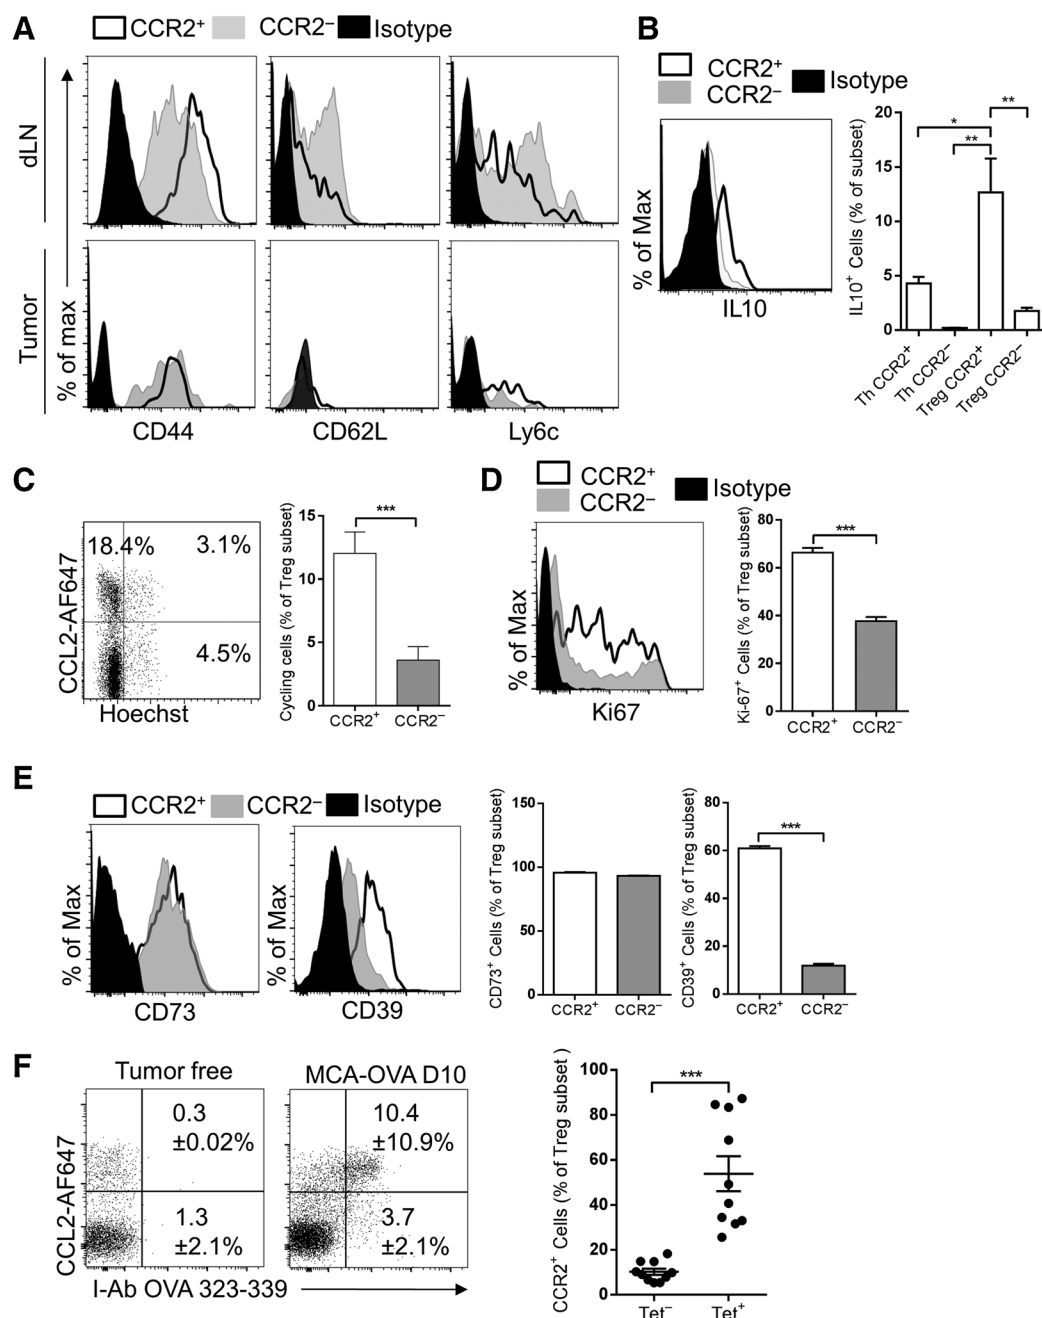 A
CCR2+ CCR2− Isotype
dLN
Tumor
% of max
CD44
CD62L
Ly6c
B
CCR2+
CCR2−
Isotype
% of Max
IL10
IL10+ Cells (% of subset)
20
15
10
5
0
*
**
**
Th CCR2+
Th CCR2−
Treg CCR2+
Treg CCR2−
C
CCL2-AF647
18.4%
3.1%
4.5%
Hoechst
Cycling cells (% of Treg subset)
15
10
5
0
***
CCR2+
CCR2−
D
CCR2+
CCR2−
Isotype
% of Max
Ki67
Ki-67+ Cells (% of Treg subset)
80
60
40
20
0
***
CCR2+
CCR2−
E
CCR2+ CCR2− Isotype
% of Max
CD73
% of Max
CD39
CD73+ Cells (% of Treg subset)
150
100
50
0
CCR2+
CCR2−
CD39+ Cells (% of Treg subset)
80
60
40
20
0
***
CCR2+
CCR2−
F
Tumor free
MCA-OVA D10
CCL2-AF647
0.3
±0.02%
1.3
±2.1%
10.4
±10.9%
3.7
±2.1%
I-Ab OVA 323-339
CCR2+ Cells (% of Treg subset )
100
80
60
40
20
0
***
Tet−
Tet+